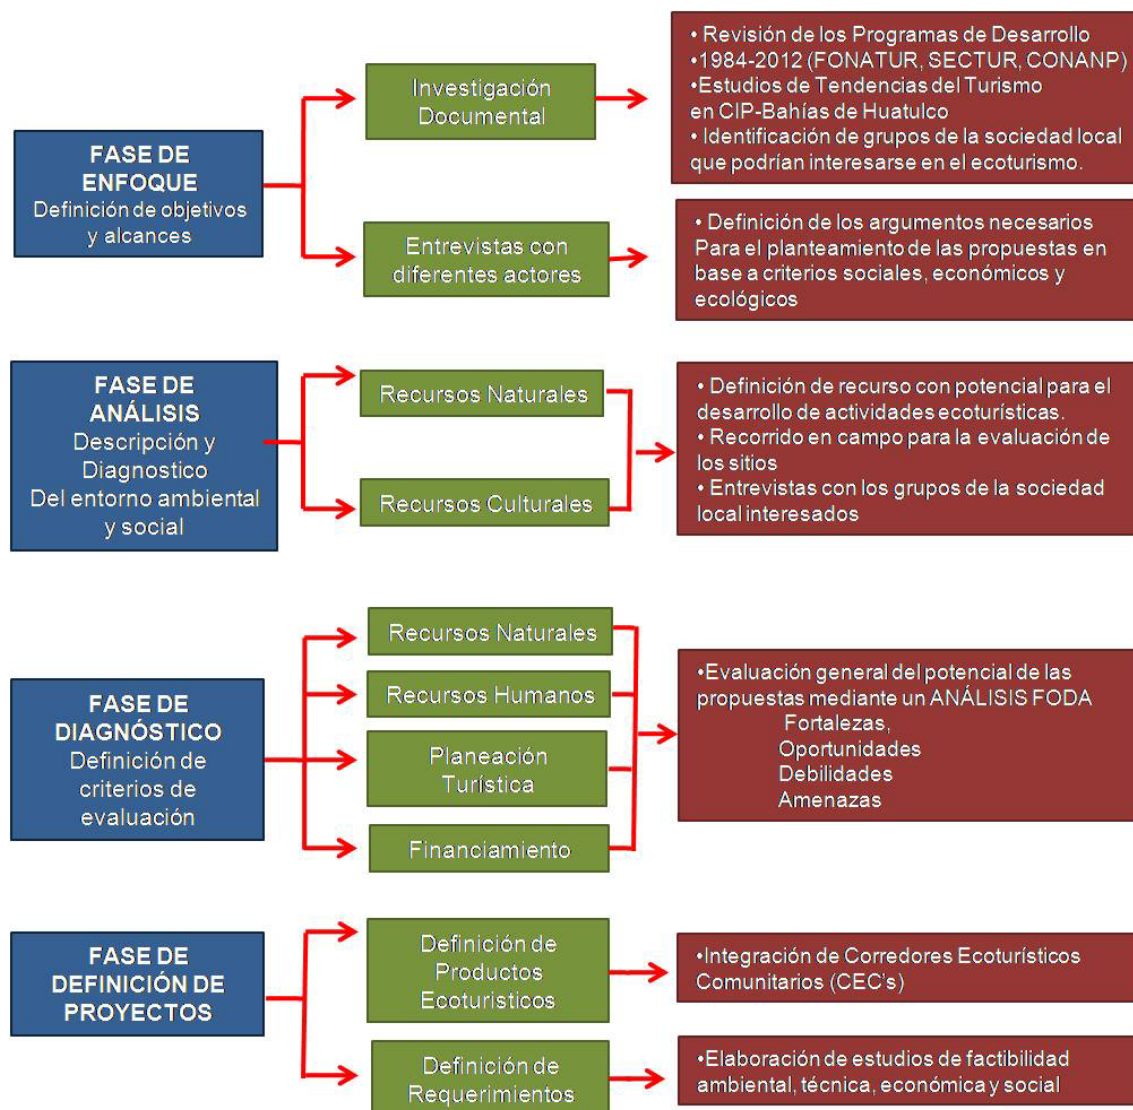 FASE DE
ENFOQUE
Definición de objetivos
y alcances
Investigación
Documental
• Revisión de los Programas de Desarrollo
•1984-2012 (FONATUR, SECTUR, CONANP)
•Estudios de Tendencias del Turismo
en CIP-Bahías de Huatulco
• Identificación de grupos de la sociedad local
que podrían interesarse en el ecoturismo.
Entrevistas con
diferentes actores
• Definición de los argumentos necesarios
Para el planteamiento de las propuestas en
base a criterios sociales, económicos y
ecológicos
FASE DE
ANÁLISIS
Descripción y
Diagnostico
Del entorno ambiental
y social
Recursos Naturales
Recursos Culturales
• Definición de recurso con potencial para el
desarrollo de actividades ecoturísticas.
• Recorrido en campo para la evaluación de
los sitios
• Entrevistas con los grupos de la sociedad
local interesados
FASE DE
DIAGNÓSTICO
Definición de
criterios de
evaluación
Recursos Naturales
Recursos Humanos
Planeación
Turística
Financiamiento
•Evaluación general del potencial de las
propuestas mediante un ANÁLISIS FODA
Fortalezas,
Oportunidades
Debilidades
Amenazas
FASE DE
DEFINICIÓN DE
PROYECTOS
Definición de
Productos
Ecoturísticos
•Integración de Corredores Ecoturísticos
Comunitarios (CEC's)
Definición de
Requerimientos
•Elaboración de estudios de factibilidad
ambiental, técnica, económica y social